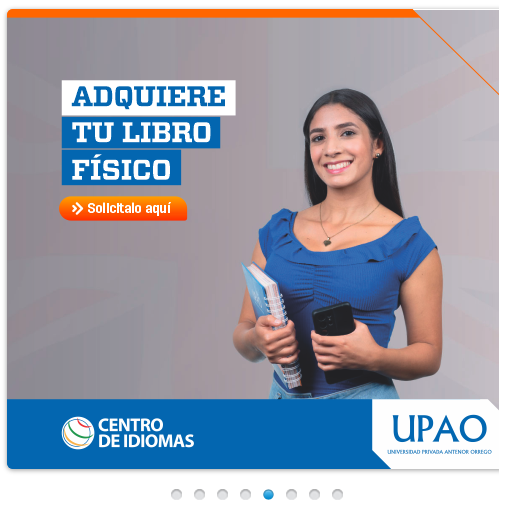 ADQUIERE
TU LIBRO
FÍSICO
Solicítalo aquí
CENTRO
DE IDIOMAS
UPAO
UNIVERSIDAD PRIVADA ANTENOR ORREGO